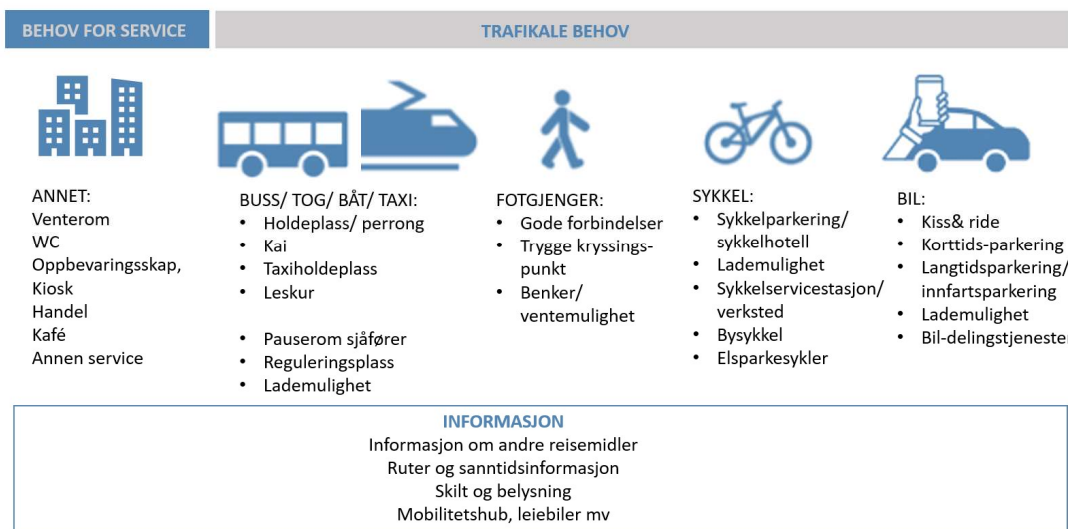 BEHOV FOR SERVICE
TRAFIKALE BEHOV
ANNET:
Venterom
WC
Oppbevaringsskap,
Kiosk
Handel
Kafé
Annen service
BUSS/ TOG/ BÅT/ TAXI:
• Holdeplass/ perrong
• Kai
• Taxiholdeplass
• Leskur
• Pauserom sjåfører
• Reguleringsplass
• Lademulighet
FOTGJENGER:
• Gode forbindelser
• Trygge kryssings-
punkt
• Benker/
ventemulighet
SYKKEL:
• Sykkelparkering/
sykkelhotell
• Lademulighet
• Sykkelservicestasjon/
verksted
• Bysykkel
• Elsparkesykler
BIL:
• Kiss& ride
• Korttids-parkering
• Langtidsparkering/
innfartsparkering
• Lademulighet
• Bil-delingstjenester
INFORMASJON
Informasjon om andre reisemidler
Ruter og sanntidsinformasjon
Skilt og belysning
Mobilitetshub, leiebiler mv